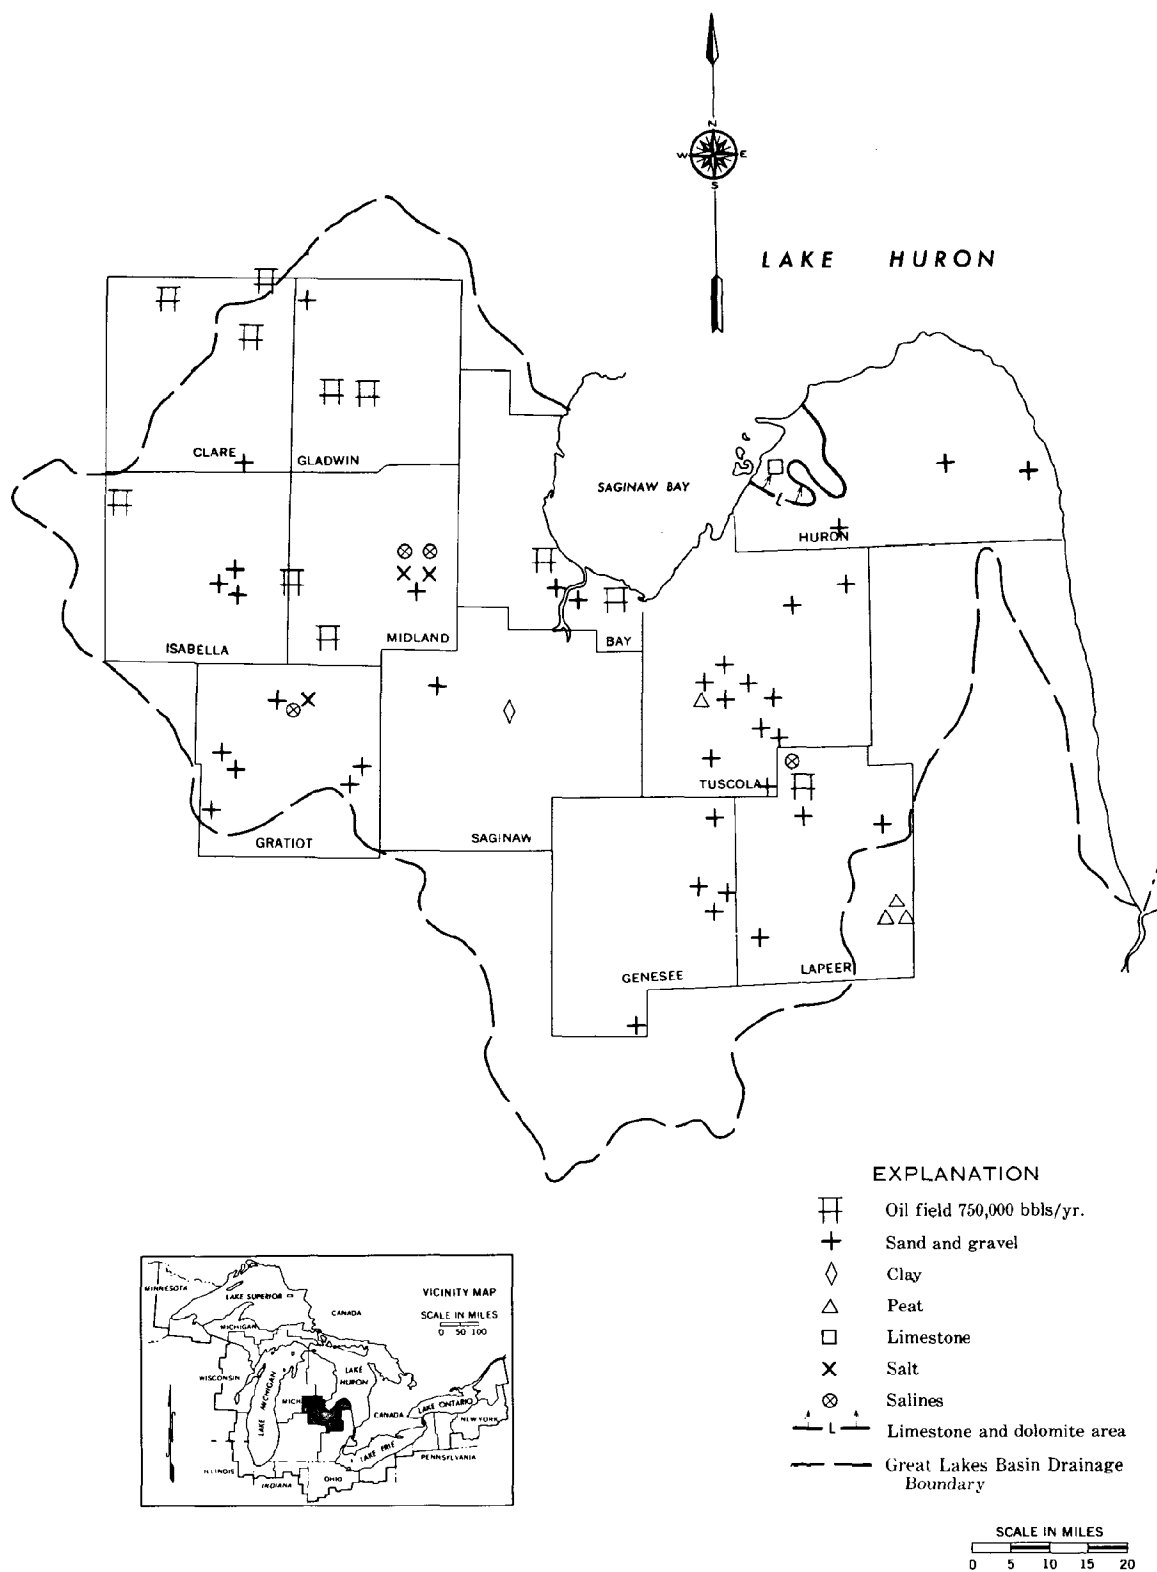 N
W E
S
LAKE HURON
CLARE
GLADWIN
SAGINAW BAY
HURON
ISABELLA
MIDLAND
BAY
TUSCOLA
GRATIOT
SAGINAW
GENESEE
LAPEER
EXPLANATION
Oil field 750,000 bbls/yr.
Sand and gravel
Clay
Peat
Limestone
Salt
Salines
L Limestone and dolomite area
Great Lakes Basin Drainage
Boundary
SCALE IN MILES
0 5 10 15 20
VICINITY MAP
SCALE IN MILES
0 50 100
MINNESOTA
LAKE SUPERIOR
CANADA
MICHIGAN
WISCONSIN
LAKE
HURON
LAKE MICHIGAN
MICH
CANADA
LAKE ONTARIO
NEW YORK
LAKE ERIE
PENNSYLVANIA
ILLINOIS
INDIANA
OHIO
L